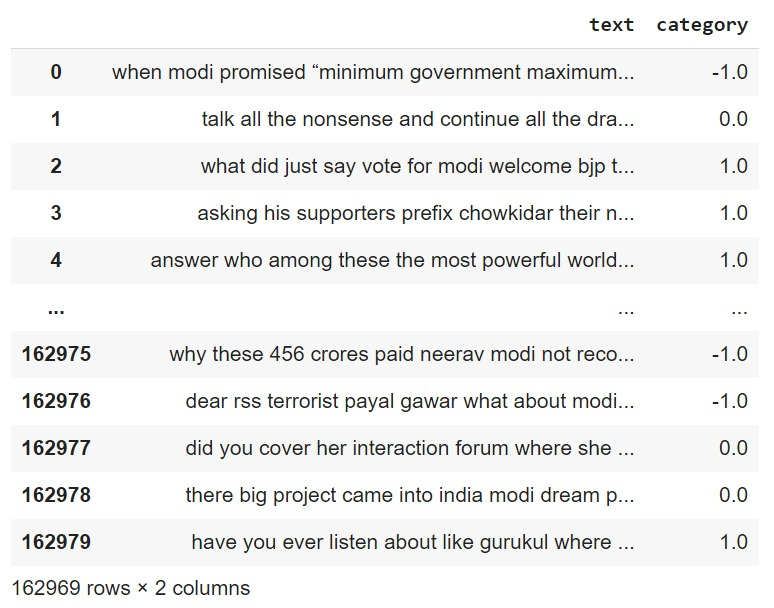 text category
0 when modi promised “minimum government maximum... -1.0
1 talk all the nonsense and continue all the dra... 0.0
2 what did just say vote for modi welcome bjp t... 1.0
3 asking his supporters prefix chowkidar their n... 1.0
4 answer who among these the most powerful world... 1.0
... ... ...
162975 why these 456 crores paid neerav modi not reco... -1.0
162976 dear rss terrorist payal gawar what about modi... -1.0
162977 did you cover her interaction forum where she ... 0.0
162978 there big project came into india modi dream p... 0.0
162979 have you ever listen about like gurukul where ... 1.0
162969 rows × 2 columns